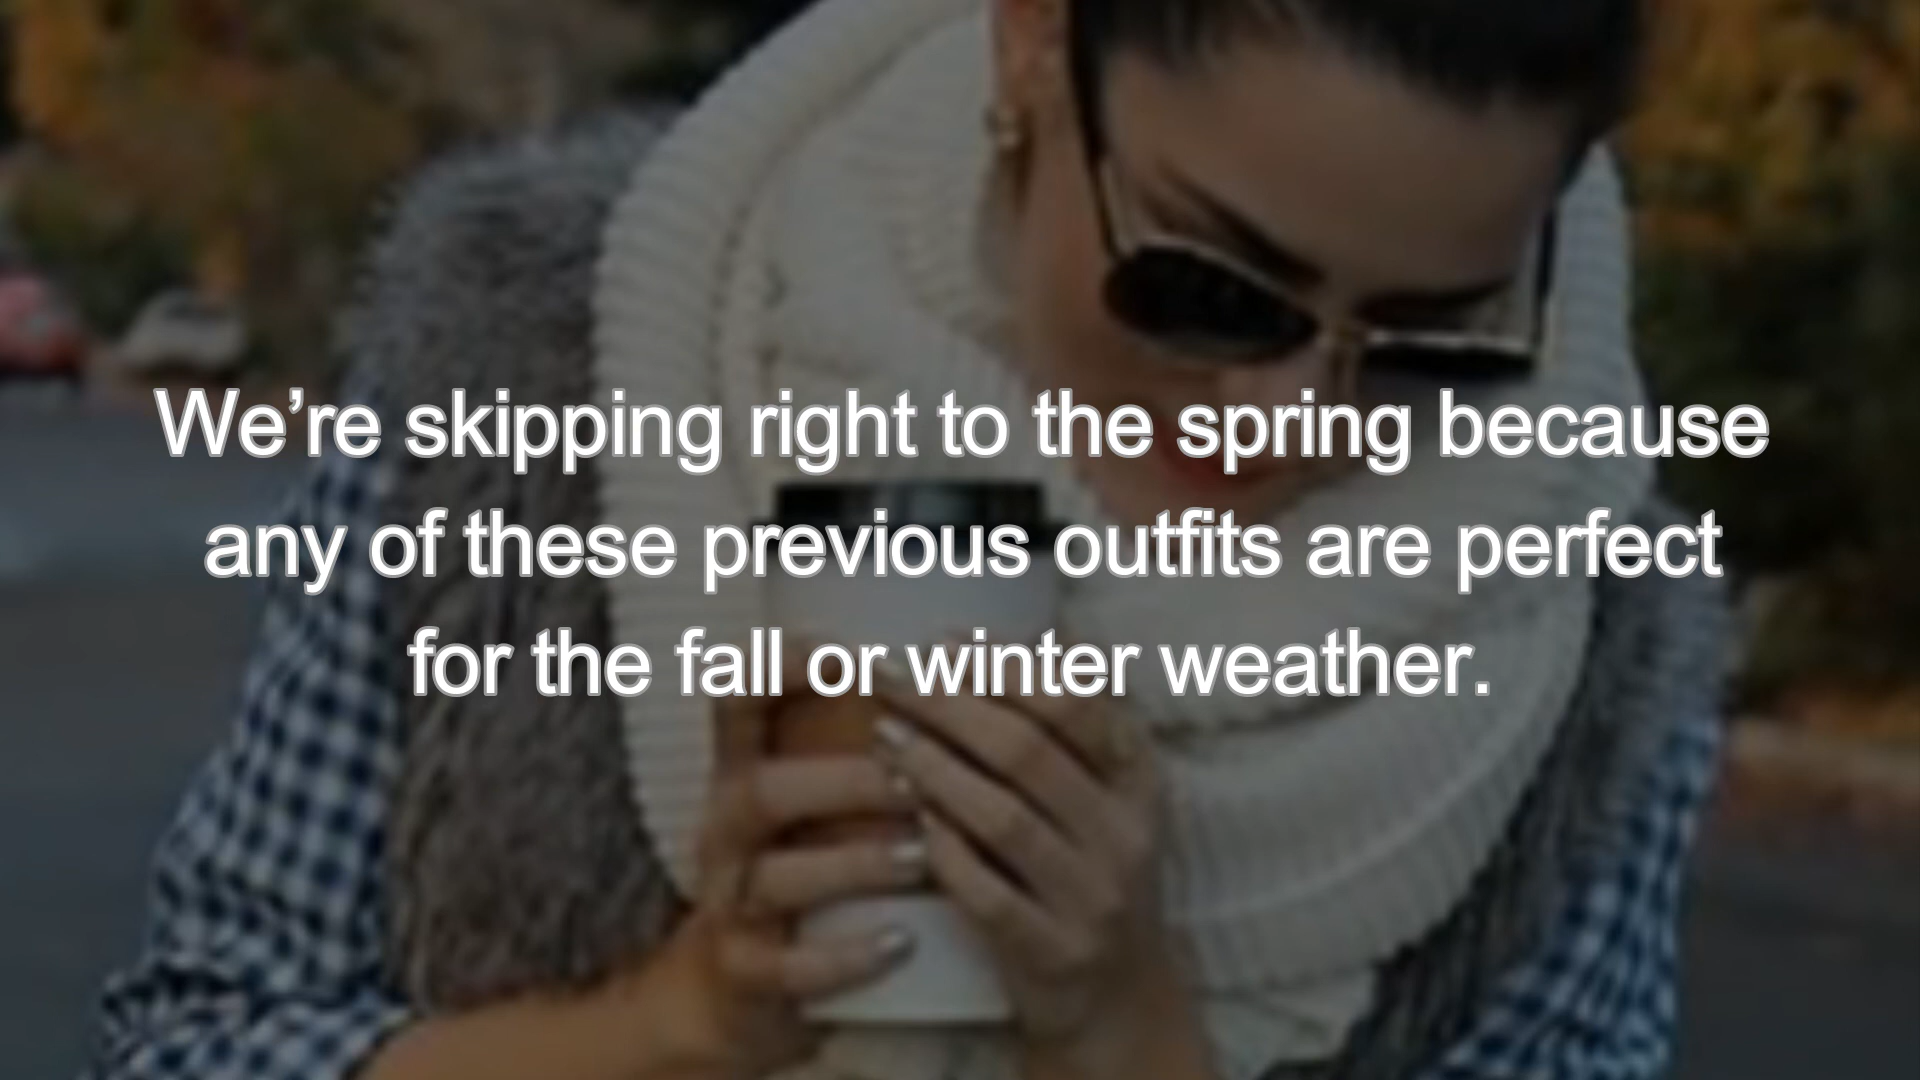 We’re skipping right to the spring because
any of these previous outfits are perfect
for the fall or winter weather.